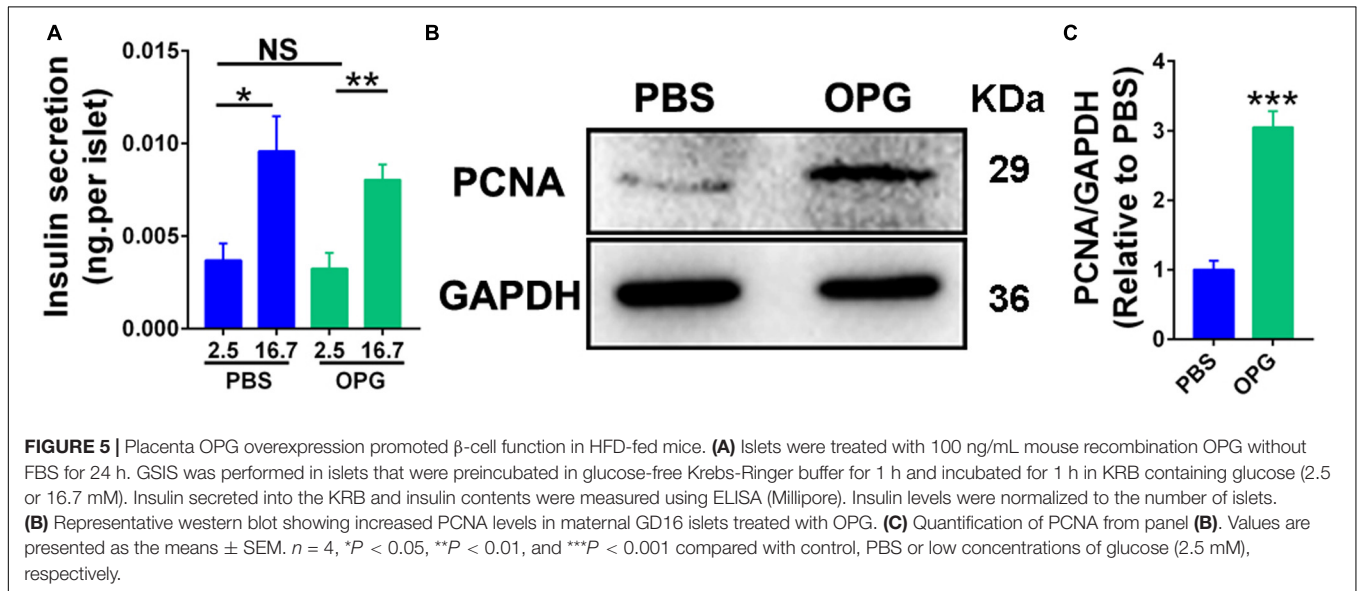 A
Insulin secretion
(ng.per islet)
0.015
0.010
0.005
0.000
NS
*
**
2.5 16.7 2.5 16.7
PBS OPG
B
PBS OPG KDa
PCNA 29
GAPDH 36
C
PCNA/GAPDH
(Relative to PBS)
4
3
2
1
0
***
PBS OPG
FIGURE 5 | Placenta OPG overexpression promoted β-cell function in HFD-fed mice. (A) Islets were treated with 100 ng/mL mouse recombination OPG without
FBS for 24 h. GSIS was performed in islets that were preincubated in glucose-free Krebs-Ringer buffer for 1 h and incubated for 1 h in KRB containing glucose (2.5
or 16.7 mM). Insulin secreted into the KRB and insulin contents were measured using ELISA (Millipore). Insulin levels were normalized to the number of islets.
(B) Representative western blot showing increased PCNA levels in maternal GD16 islets treated with OPG. (C) Quantification of PCNA from panel (B). Values are
presented as the means ± SEM. n = 4, *P < 0.05, **P < 0.01, and ***P < 0.001 compared with control, PBS or low concentrations of glucose (2.5 mM),
respectively.